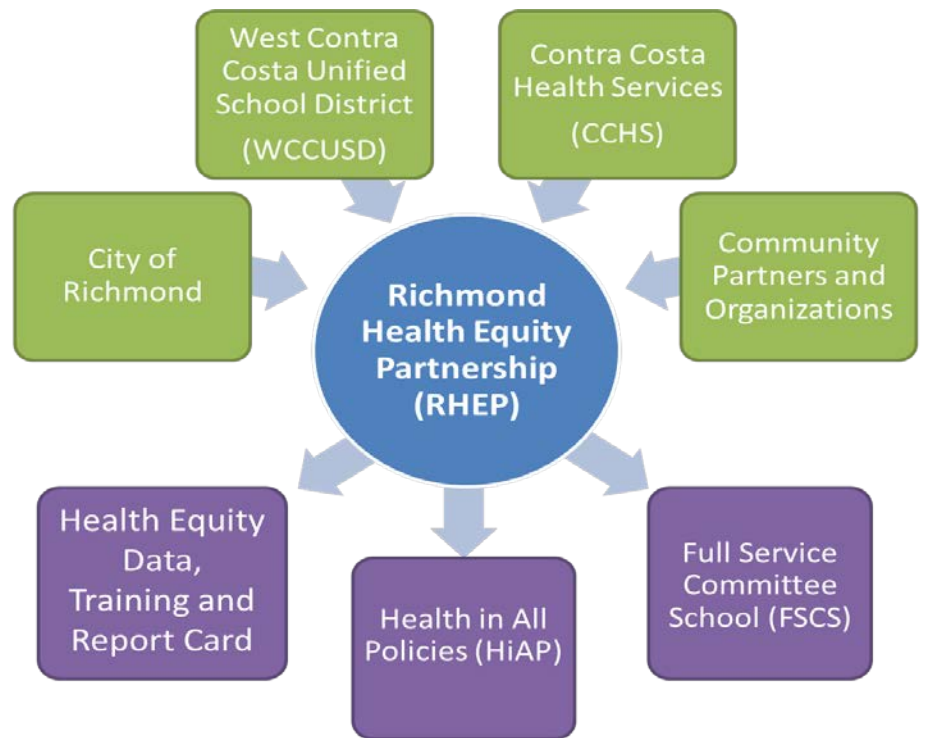 West Contra
Costa Unified
School District
(WCCUSD)
Contra Costa
Health Services
(CCHS)
City of
Richmond
Richmond
Health Equity
Partnership
(RHEP)
Community
Partners and
Organizations
Health Equity
Data,
Training and
Report Card
Health in All
Policies (HiAP)
Full Service
Committee
School (FSCS)